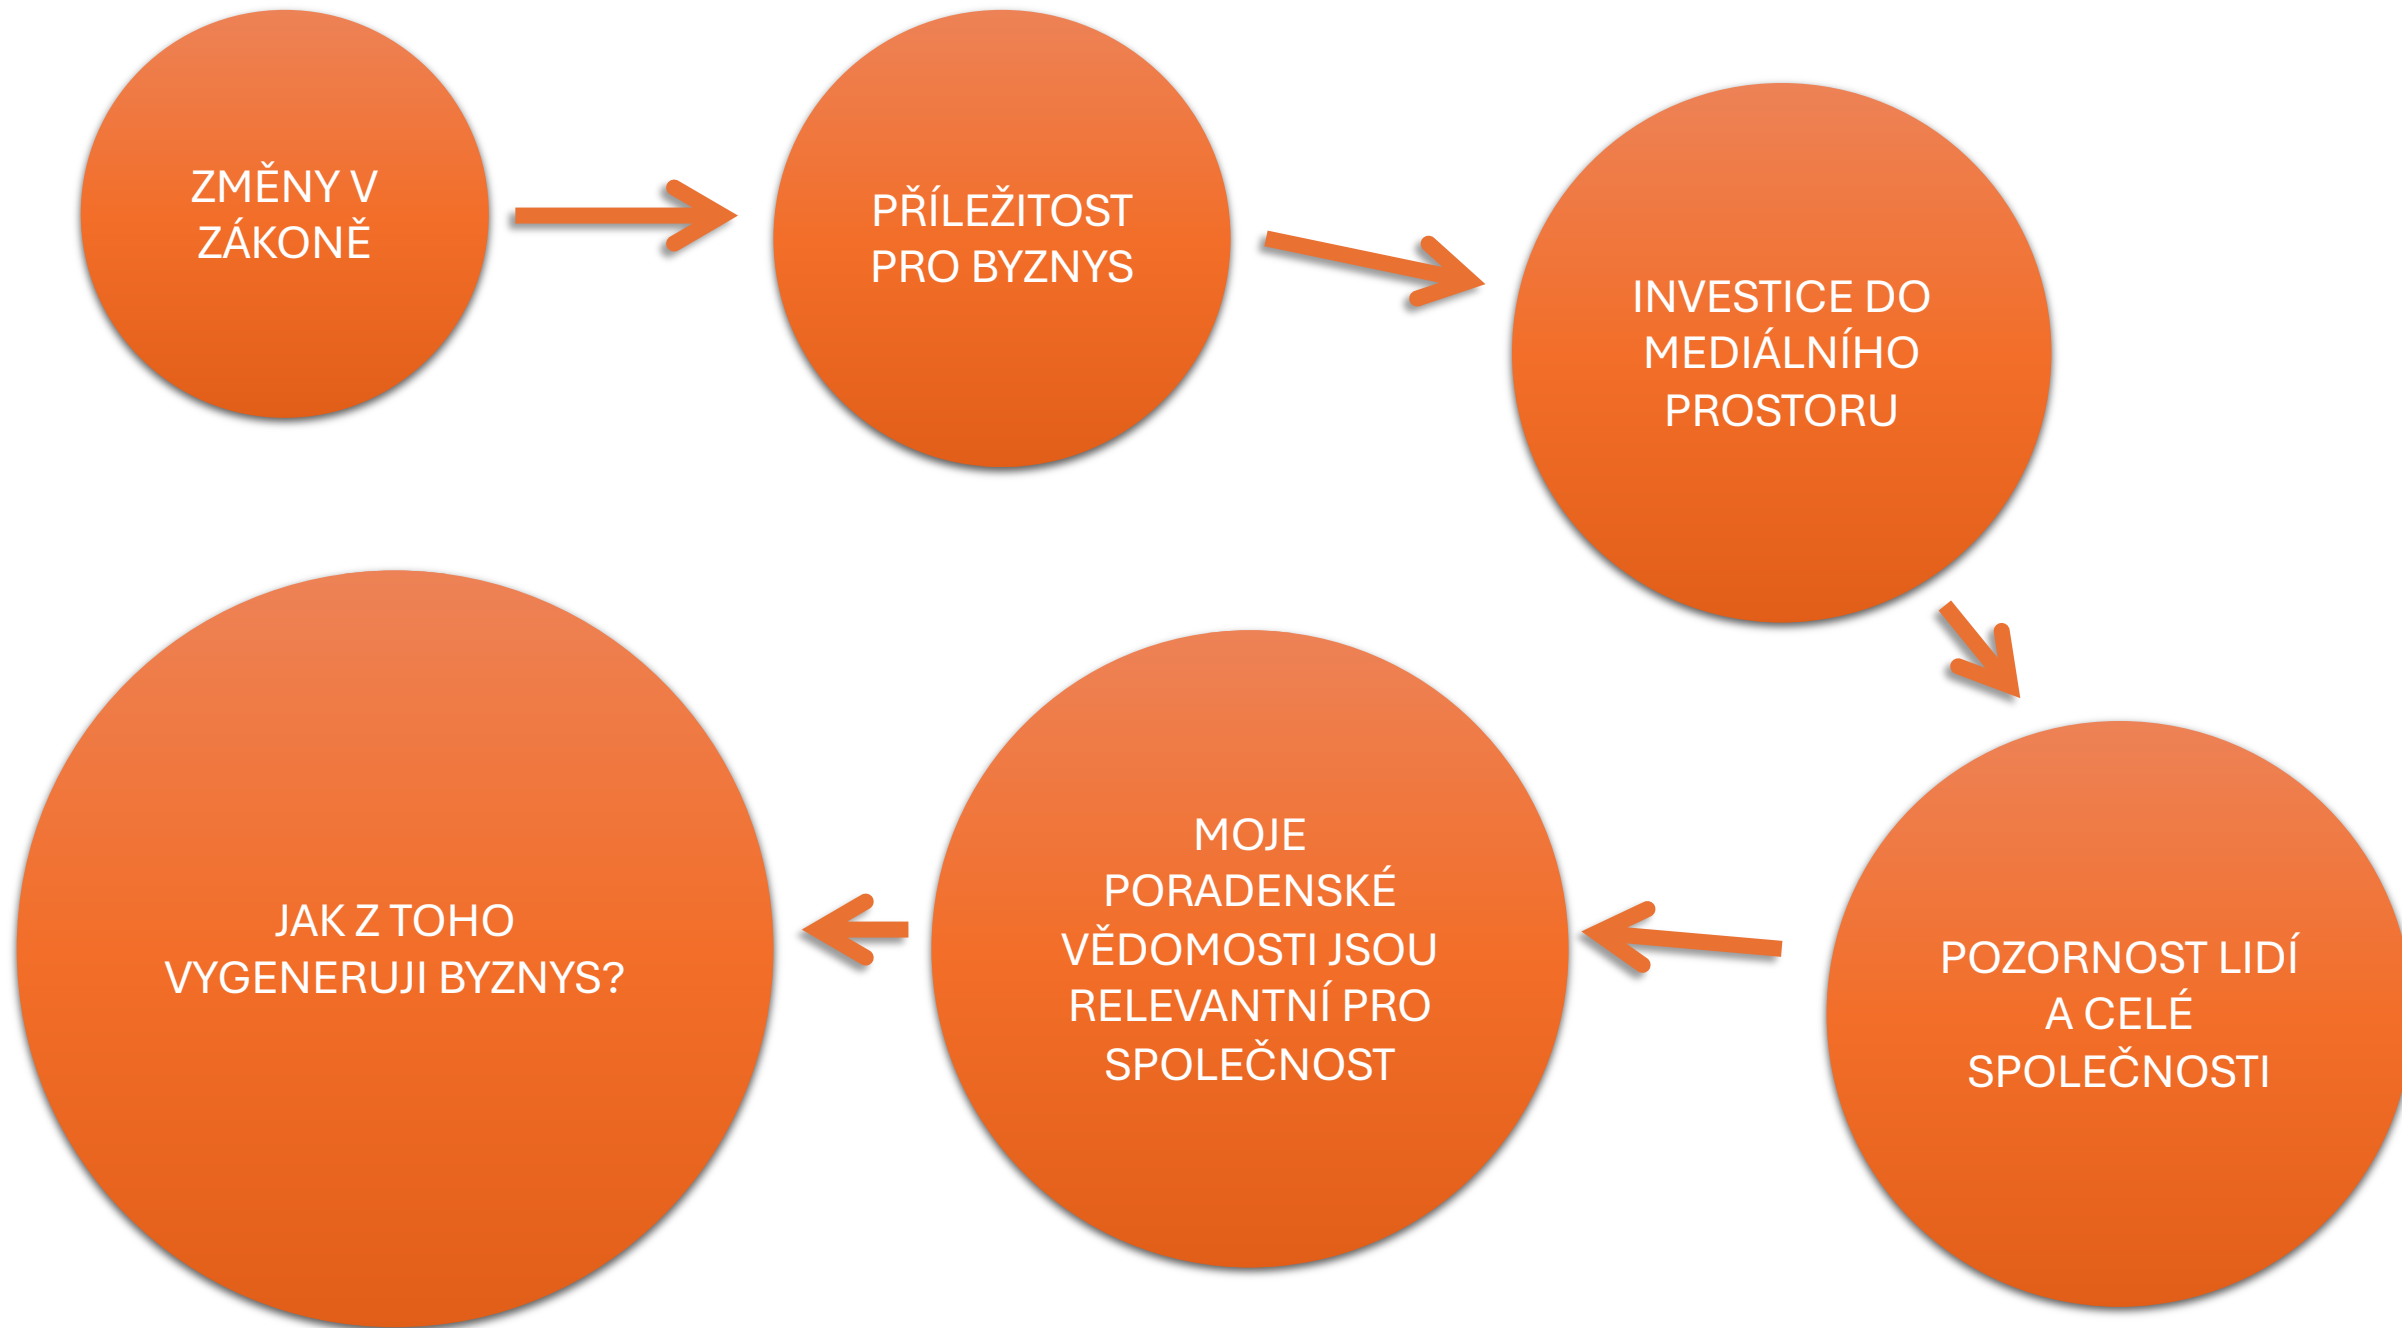 ZMĚNY V
ZÁKONĚ
PŘÍLEŽITOST
PRO BYZNYS
INVESTICE DO
MEDIÁLNÍHO
PROSTORU
POZORNOST LIDÍ
A CELÉ
SPOLEČNOSTI
MOJE
PORADENSKÉ
VĚDOMOSTI JSOU
RELEVANTNÍ PRO
SPOLEČNOST
JAK Z TOHO
VYGENERUJI BYZNYS?